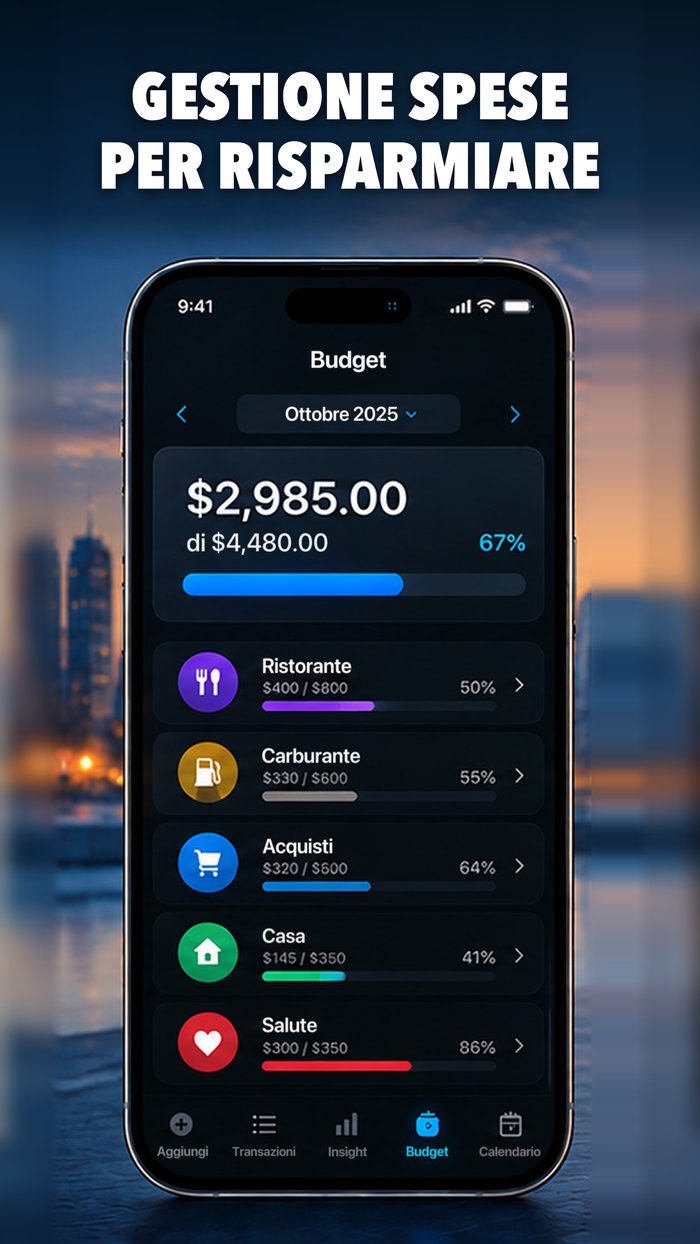 GESTIONE SPESE
PER RISPARMIARE
9:41
Budget
Ottobre 2025
$2,985.00
di $4,480.00
67%
Ristorante
$400 / $800
50%
Carburante
$330 / $600
55%
Acquisti
$320 / $600
64%
Casa
$145 / $350
41%
Salute
$300 / $350
86%
Aggiungi
Transazioni
Insight
Budget
Calendario